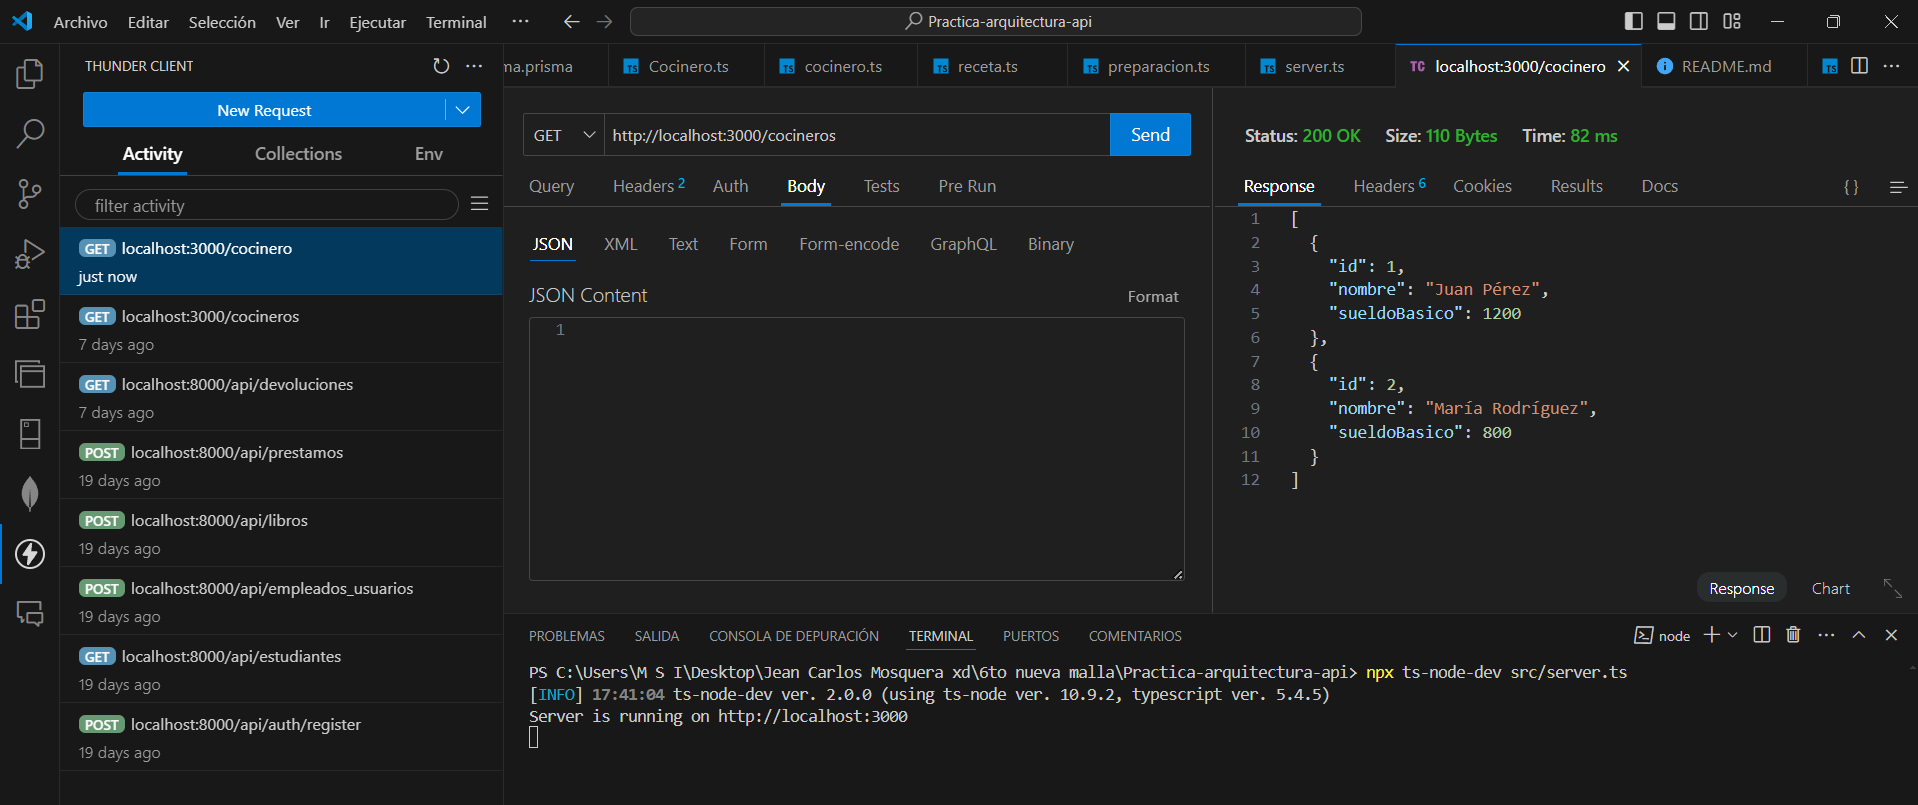 Archivo Editar Selección Ver Ir Ejecutar Terminal ··· Practica-arquitectura-api
THUNDER CLIENT
New Request
Activity Collections Env
filter activity
GET localhost:3000/cocinero
just now
GET localhost:3000/cocineros
7 days ago
GET localhost:8000/api/devoluciones
7 days ago
POST localhost:8000/api/prestamos
19 days ago
POST localhost:8000/api/libros
19 days ago
POST localhost:8000/api/empleados_usuarios
19 days ago
GET localhost:8000/api/estudiantes
19 days ago
POST localhost:8000/api/auth/register
19 days ago
ma.prisma TS Cocinero.ts TS cocinero.ts TS receta.ts TS preparacion.ts TS server.ts TC localhost:3000/cocinero README.md TS
GET http://localhost:3000/cocineros Send
Query Headers 2 Auth Body Tests Pre Run
JSON XML Text Form Form-encode GraphQL Binary
JSON Content Format
1
Status: 200 OK Size: 110 Bytes Time: 82 ms
Response Headers 6 Cookies Results Docs { }
1 [
2 {
3 "id": 1,
4 "nombre": "Juan Pérez",
5 "sueldoBasico": 1200
6 },
7 {
8 "id": 2,
9 "nombre": "María Rodríguez",
10 "sueldoBasico": 800
11 }
12 ]
Response Chart
PROBLEMAS SALIDA CONSOLA DE DEPURACIÓN TERMINAL PUERTOS COMENTARIOS node
PS C:\Users\M S I\Desktop\Jean Carlos Mosquera xd\6to nueva malla\Practica-arquitectura-api> npx ts-node-dev src/server.ts
[INFO] 17:41:04 ts-node-dev ver. 2.0.0 (using ts-node ver. 10.9.2, typescript ver. 5.4.5)
Server is running on http://localhost:3000